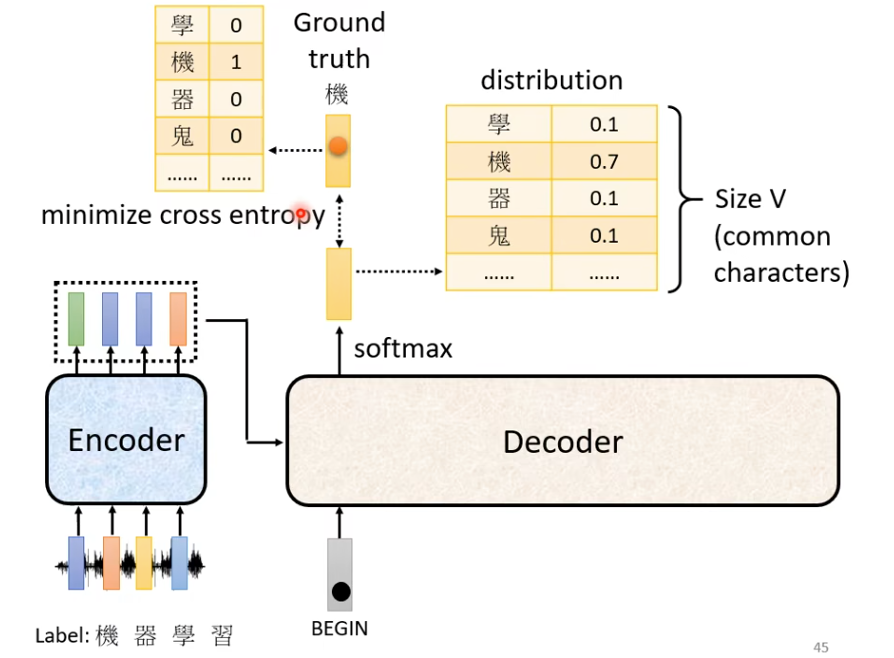 學 0
機 1
器 0
鬼 0
...... ......
Ground
truth
機
minimize cross entropy
distribution
學 0.1
機 0.7
器 0.1
鬼 0.1
...... ......
Size V
(common
characters)
softmax
Encoder
Decoder
Label: 機 器 學 習
BEGIN
45